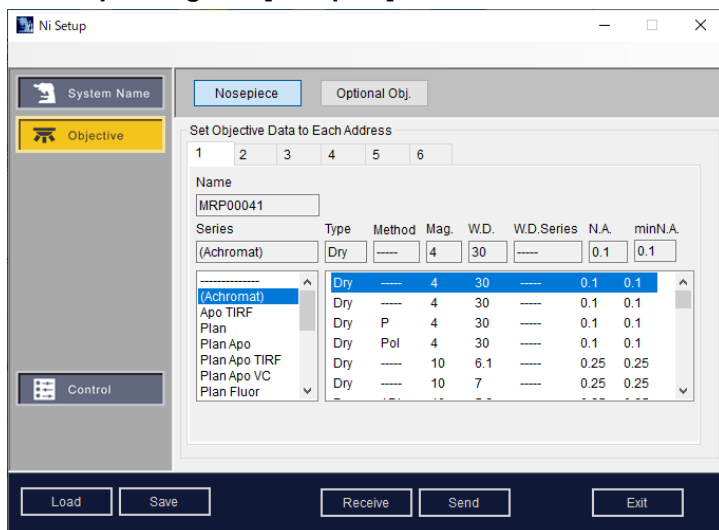 Ni Setup
System Name
Nosepiece Optional Obj.
Objective
Set Objective Data to Each Address
1 2 3 4 5 6
Name
MRP00041
Series Type Method Mag. W.D. W.D.Series N.A. minN.A.
(Achromat) Dry ----- 4 30 ----- 0.1 0.1
--------------
(Achromat)
Apo TIRF
Plan
Plan Apo
Plan Apo TIRF
Plan Apo VC
Plan Fluor
Dry ----- 4 30 ----- 0.1 0.1
Dry ----- 4 30 ----- 0.1 0.1
Dry P 4 30 ----- 0.1 0.1
Dry Pol 4 30 ----- 0.1 0.1
Dry ----- 10 6.1 ----- 0.25 0.25
Dry ----- 10 7 ----- 0.25 0.25
Control
Load Save Receive Send Exit